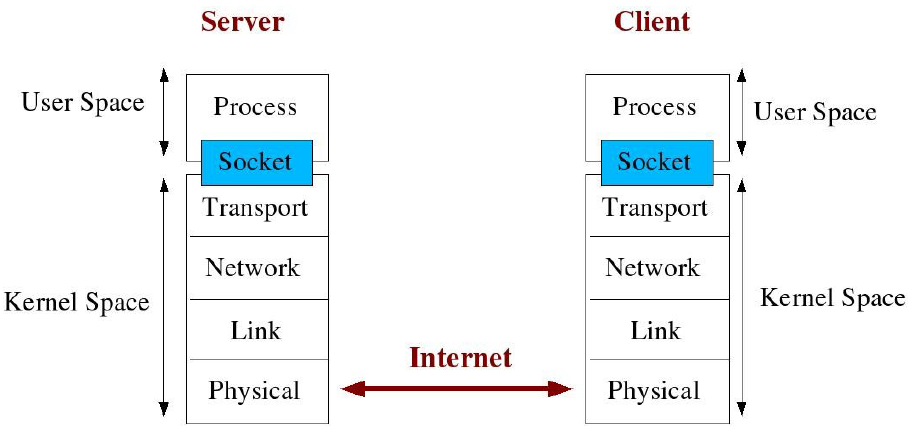 Server
Client
User Space
Process
Process
User Space
Socket
Socket
Transport
Transport
Network
Network
Kernel Space
Kernel Space
Link
Link
Internet
Physical
Physical